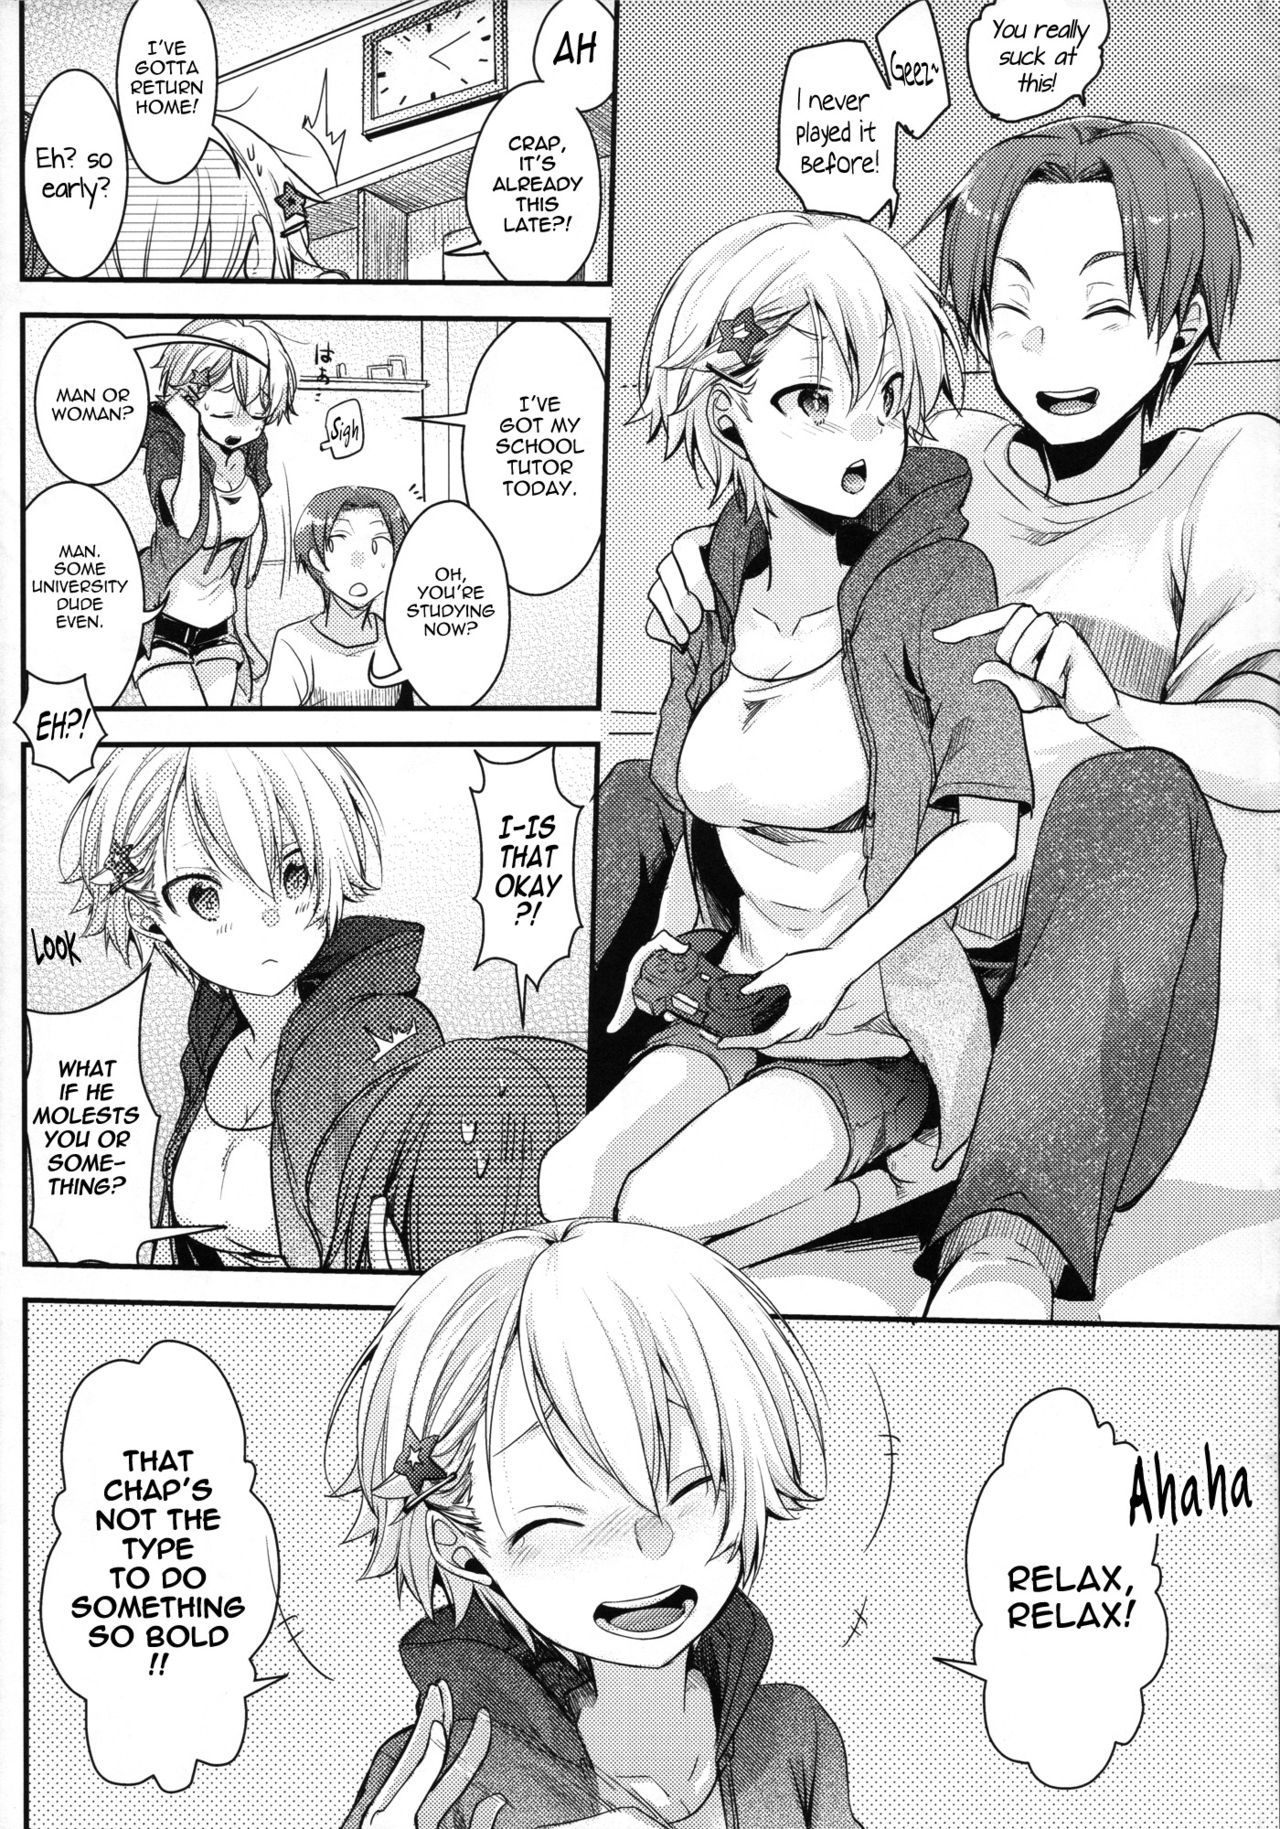 You really
suck at
this!
Geez~
I never
played it
Before!
AH
CRAP,
IT'S
ALREADY
THIS
LATE?!
I'VE
GOTTA
RETURN
HOME!
Eh? so
early?
I'VE
GOT MY
SCHOOL
TUTOR
TODAY.
はぁ
Sigh
OH,
YOU'RE
STUDYING
NOW?
MAN OR
WOMAN?
MAN.
SOME
UNIVERSITY
DUDE
EVEN.
EH?!
I-IS
THAT
OKAY
?!
LOOK
WHAT
IF HE
MOLESTS
YOU OR
SOME-
THING?
Ahaha
RELAX,
RELAX!
THAT
CHAP'S
NOT THE
TYPE
TO DO
SOMETHING
SO BOLD
!!